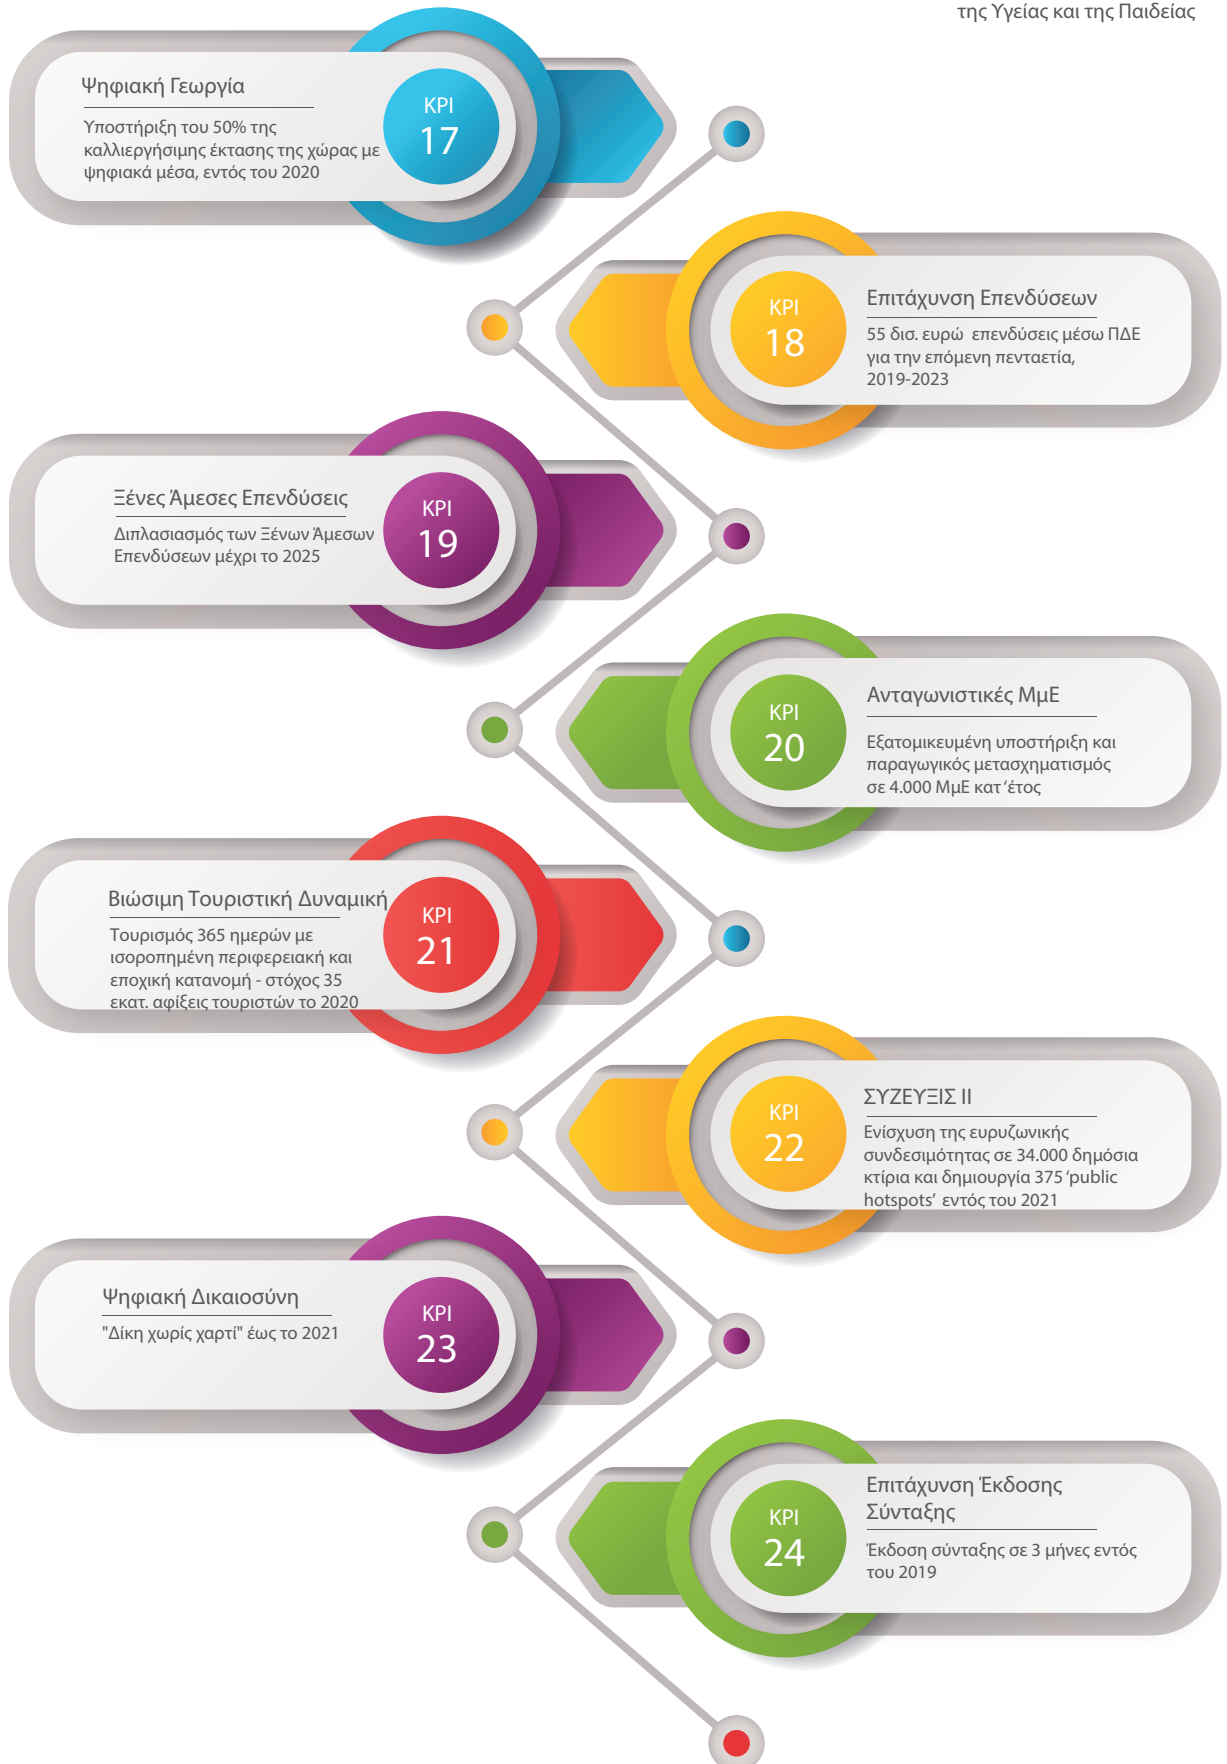 της Υγείας και της Παιδείας
Ψηφιακή Γεωργία
Υποστήριξη του 50% της
καλλιεργήσιμης έκτασης της χώρας με
ψηφιακά μέσα, εντός του 2020
KPI
17
KPI
18
Επιτάχυνση Επενδύσεων
55 δισ. ευρώ επενδύσεις μέσω ΠΔΕ
για την επόμενη πενταετία,
2019-2023
Ξένες Άμεσες Επενδύσεις
Διπλασιασμός των Ξένων Άμεσων
Επενδύσεων μέχρι το 2025
KPI
19
KPI
20
Ανταγωνιστικές ΜμΕ
Εξατομικευμένη υποστήριξη και
παραγωγικός μετασχηματισμός
σε 4.000 ΜμΕ κατ ‘έτος
Βιώσιμη Τουριστική Δυναμική
Τουρισμός 365 ημερών με
ισοροπημένη περιφερειακή και
εποχική κατανομή - στόχος 35
εκατ. αφίξεις τουριστών το 2020
KPI
21
KPI
22
ΣΥΖΕΥΞΙΣ ΙΙ
Ενίσχυση της ευρυζωνικής
συνδεσιμότητας σε 34.000 δημόσια
κτίρια και δημιουργία 375 ‘public
hotspots’ εντός του 2021
Ψηφιακή Δικαιοσύνη
"Δίκη χωρίς χαρτί" έως το 2021
KPI
23
KPI
24
Επιτάχυνση Έκδοσης
Σύνταξης
Έκδοση σύνταξης σε 3 μήνες εντός
του 2019